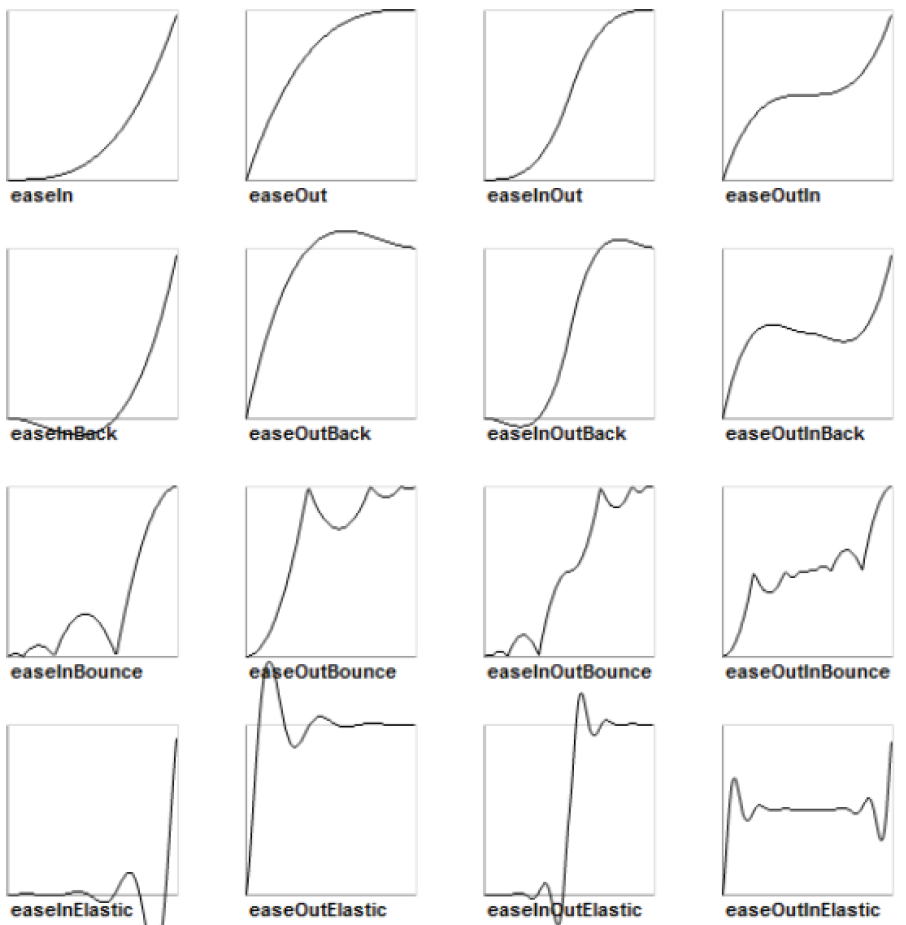 easeIn
easeOut
easeInOut
easeOutIn
easeInBack
easeOutBack
easeInOutBack
easeOutInBack
easeInBounce
easeOutBounce
easeInOutBounce
easeOutInBounce
easeInElastic
easeOutElastic
easeInOutElastic
easeOutInElastic